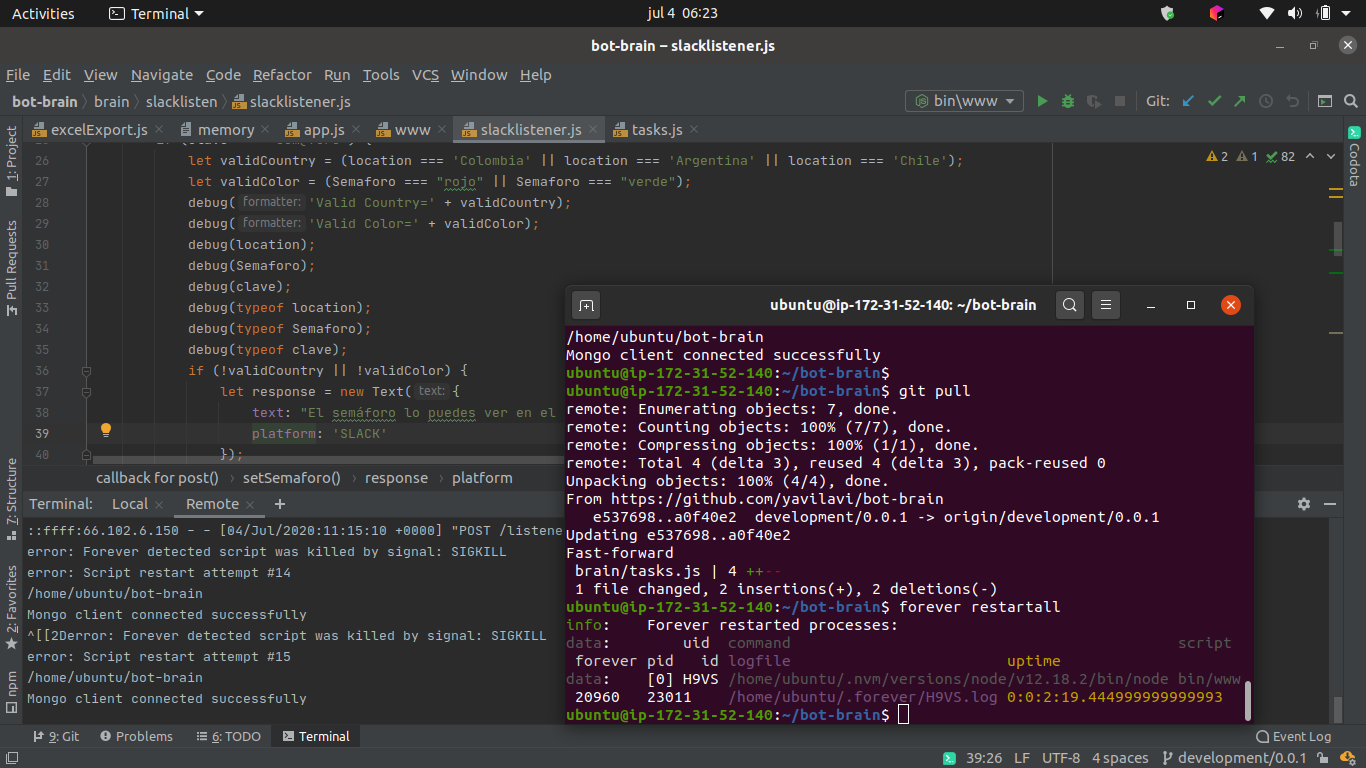 Activities Terminal jul 4 06:23
bot-brain – slacklistener.js
File Edit View Navigate Code Refactor Run Tools VCS Window Help
bot-brain brain slacklisten slacklistener.js bin\www Git:
excelExport.js memory app.js www slacklistener.js tasks.js
1: Project
Pull Requests
7: Structure
2: Favorites
npm
Codota
2 1 82
26 let validCountry = (location === 'Colombia' || location === 'Argentina' || location === 'Chile');
27 let validColor = (Semaforo === "rojo" || Semaforo === "verde");
28 debug( formatter: 'Valid Country=' + validCountry);
29 debug( formatter: 'Valid Color=' + validColor);
30 debug(location);
31 debug(Semaforo);
32 debug(clave);
33 debug(typeof location);
34 debug(typeof Semaforo);
35 debug(typeof clave);
36 if (!validCountry || !validColor) {
37 let response = new Text( text: {
38 text: "El semáforo lo puedes ver en el
39 platform: 'SLACK'
40 });
callback for post() › setSemaforo() › response › platform
Terminal: Local Remote +
::ffff:66.102.6.150 - - [04/Jul/2020:11:15:10 +0000] "POST /listene
error: Forever detected script was killed by signal: SIGKILL
error: Script restart attempt #14
/home/ubuntu/bot-brain
Mongo client connected successfully
^[[2Derror: Forever detected script was killed by signal: SIGKILL
error: Script restart attempt #15
/home/ubuntu/bot-brain
Mongo client connected successfully
ubuntu@ip-172-31-52-140: ~/bot-brain
/home/ubuntu/bot-brain
Mongo client connected successfully
ubuntu@ip-172-31-52-140:~/bot-brain$
ubuntu@ip-172-31-52-140:~/bot-brain$ git pull
remote: Enumerating objects: 7, done.
remote: Counting objects: 100% (7/7), done.
remote: Compressing objects: 100% (1/1), done.
remote: Total 4 (delta 3), reused 4 (delta 3), pack-reused 0
Unpacking objects: 100% (4/4), done.
From https://github.com/yavilavi/bot-brain
e537698..a0f40e2 development/0.0.1 -> origin/development/0.0.1
Updating e537698..a0f40e2
Fast-forward
brain/tasks.js | 4 ++--
1 file changed, 2 insertions(+), 2 deletions(-)
ubuntu@ip-172-31-52-140:~/bot-brain$ forever restartall
info: Forever restarted processes:
data: uid command script
forever pid id logfile uptime
data: [0] H9VS /home/ubuntu/.nvm/versions/node/v12.18.2/bin/node bin/www
20960 23011 /home/ubuntu/.forever/H9VS.log 0:0:2:19.444999999999993
ubuntu@ip-172-31-52-140:~/bot-brain$
9: Git Problems 6: TODO Terminal Event Log
39:26 LF UTF-8 4 spaces development/0.0.1